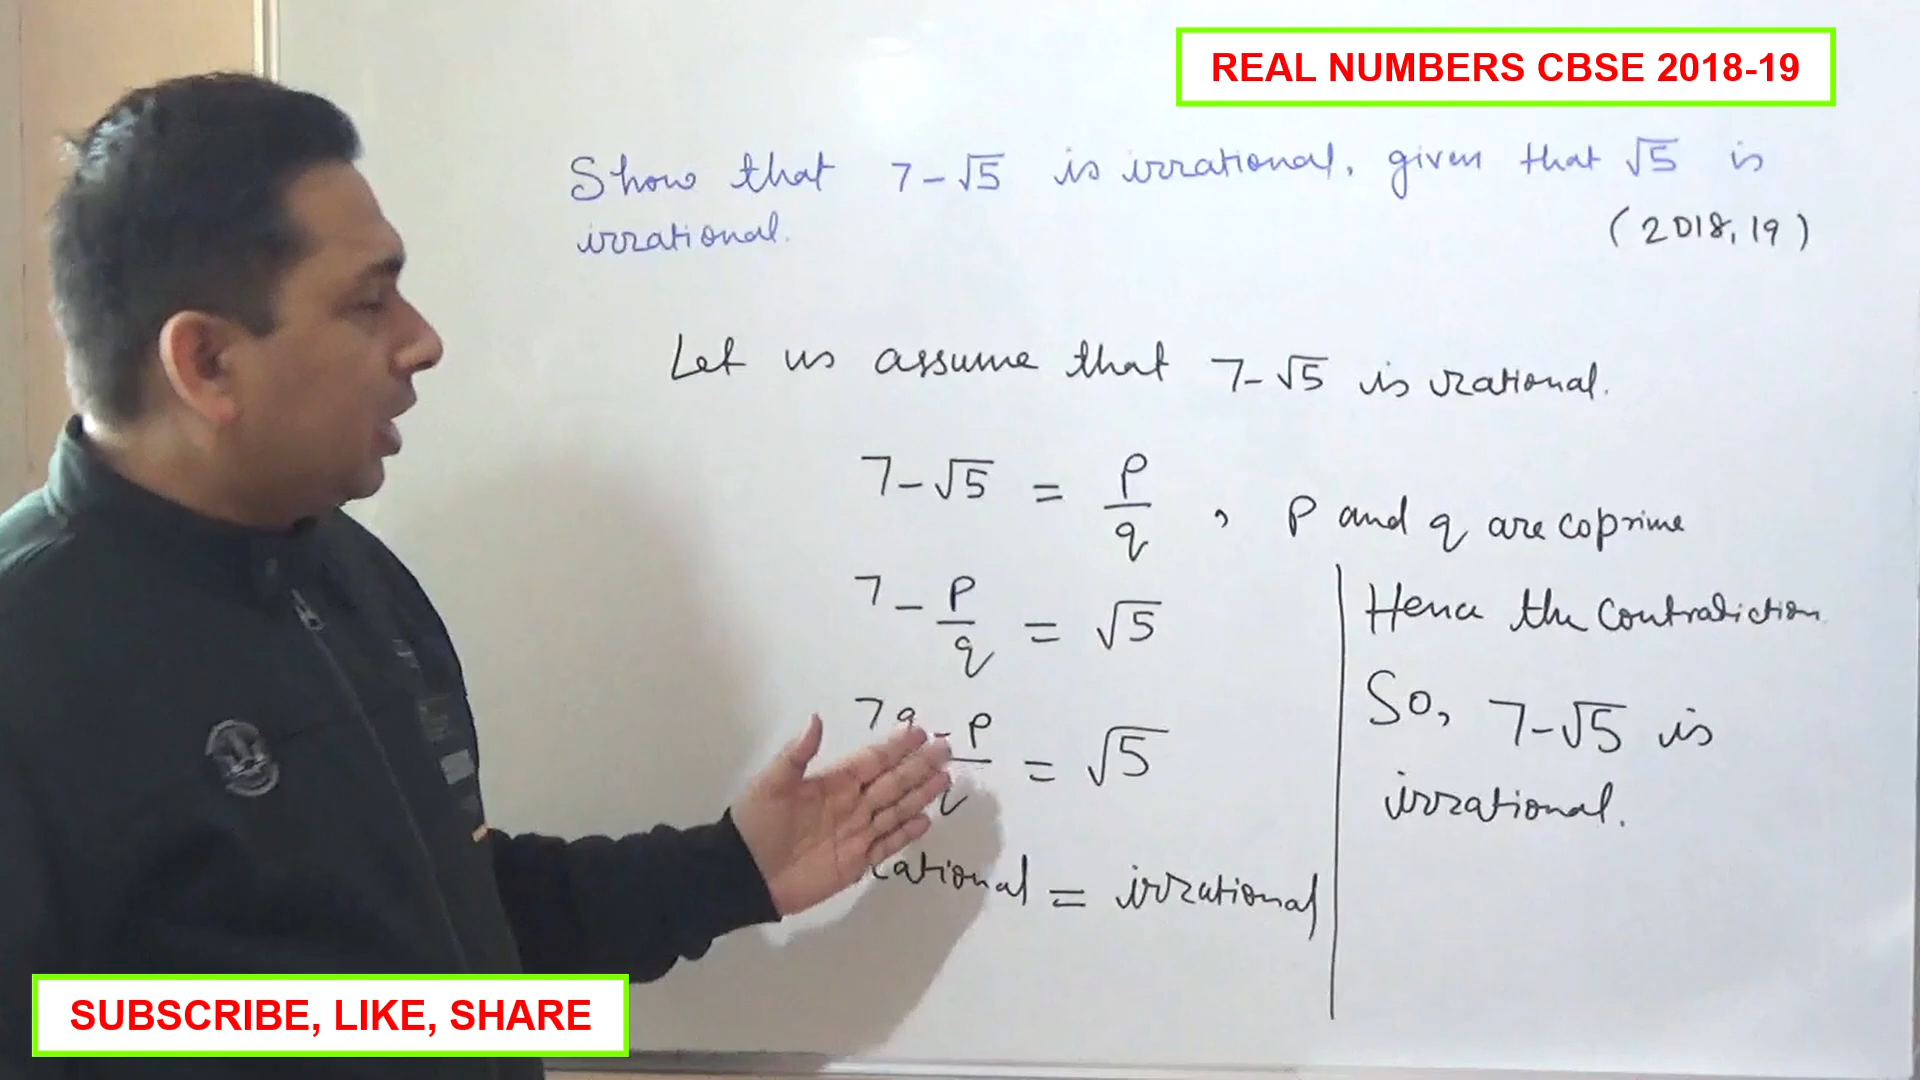 REAL NUMBERS CBSE 2018-19
Show that 7-√5 is irrational, given that √5 is
irrational.
(2018, 19)
Let us assume that 7-√5 is rational.
7-√5 = p/q , p and q are coprime
7 - p/q = √5
7q - p/q = √5
rational = irrational
Hence the contradiction
So, 7-√5 is
irrational.
SUBSCRIBE, LIKE, SHARE